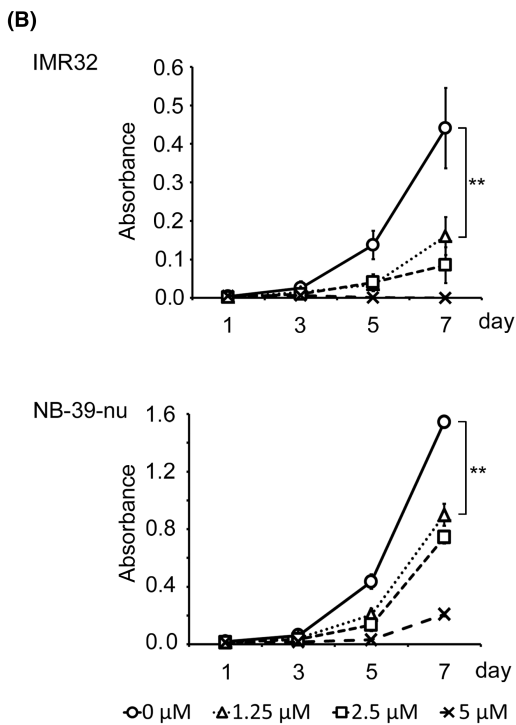 (B)
IMR32
0.6
0.5
0.4
0.3
0.2
0.1
0.0
Absorbance
**
1 3 5 7 day
NB-39-nu
1.6
1.2
0.8
0.4
0.0
Absorbance
**
1 3 5 7 day
0 μM 1.25 μM 2.5 μM 5 μM